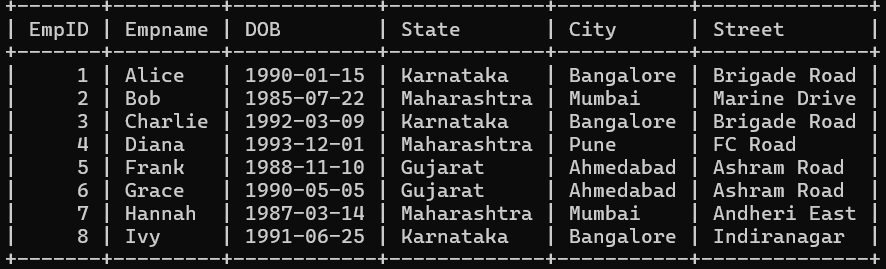 +-------+----------+------------+-------------+-----------+--------------+
| EmpID | Empname | DOB        | State       | City      | Street       |
+-------+----------+------------+-------------+-----------+--------------+
|     1 | Alice   | 1990-01-15 | Karnataka   | Bangalore | Brigade Road |
|     2 | Bob     | 1985-07-22 | Maharashtra | Mumbai    | Marine Drive |
|     3 | Charlie | 1992-03-09 | Karnataka   | Bangalore | Brigade Road |
|     4 | Diana   | 1993-12-01 | Maharashtra | Pune      | FC Road      |
|     5 | Frank   | 1988-11-10 | Gujarat     | Ahmedabad | Ashram Road  |
|     6 | Grace   | 1990-05-05 | Gujarat     | Ahmedabad | Ashram Road  |
|     7 | Hannah  | 1987-03-14 | Maharashtra | Mumbai    | Andheri East |
|     8 | Ivy     | 1991-06-25 | Karnataka   | Bangalore | Indiranagar  |
+-------+----------+------------+-------------+-----------+--------------+